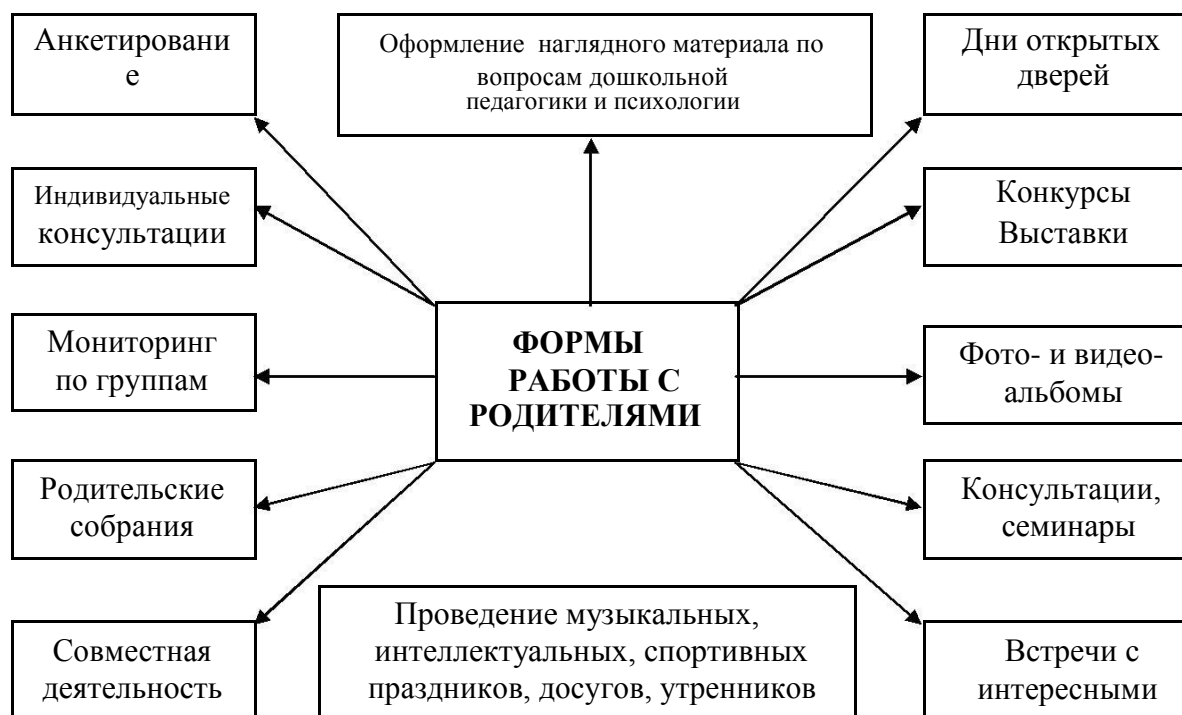 Анкетировани
е
Оформление наглядного материала по
вопросам дошкольной
педагогики и психологии
Дни открытых
дверей
Индивидуальные
консультации
Конкурсы
Выставки
Мониторинг
по группам
ФОРМЫ
РАБОТЫ С
РОДИТЕЛЯМИ
Фото- и видео-
альбомы
Родительские
собрания
Консультации,
семинары
Совместная
деятельность
Проведение музыкальных,
интеллектуальных, спортивных
праздников, досугов, утренников
Встречи с
интересными